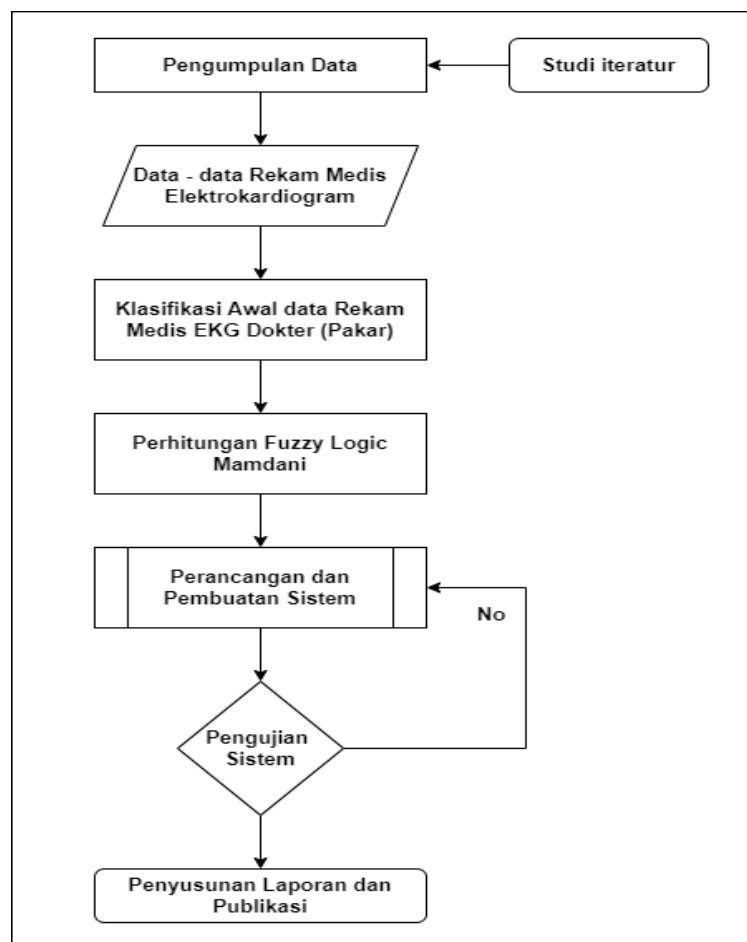 Pengumpulan Data
Studi iteratur
Data - data Rekam Medis
Elektrokardiogram
Klasifikasi Awal data Rekam
Medis EKG Dokter (Pakar)
Perhitungan Fuzzy Logic
Mamdani
Perancangan dan
Pembuatan Sistem
No
Pengujian
Sistem
Penyusunan Laporan dan
Publikasi